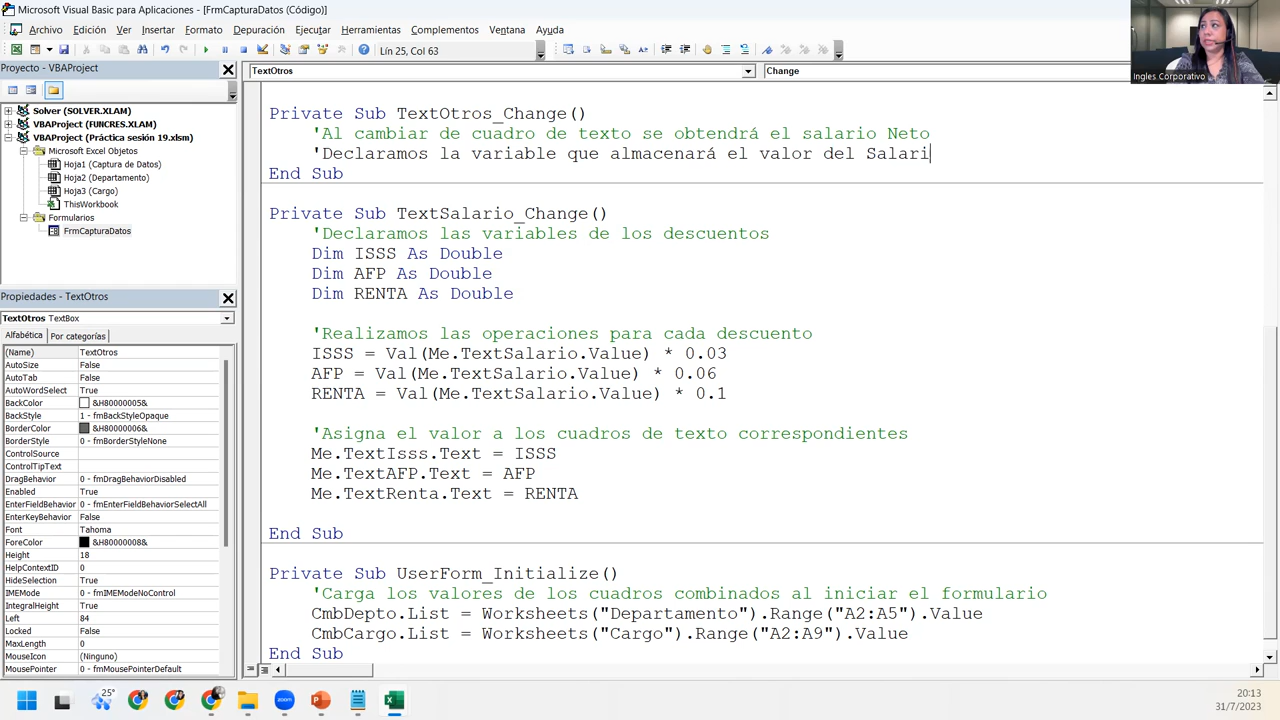 Microsoft Visual Basic para Aplicaciones - [FrmCapturaDatos (Código)]
Archivo Edición Ver Insertar Formato Depuración Ejecutar Herramientas Complementos Ventana Ayuda
Lín 25, Col 63
Ingles Corporativo
Proyecto - VBAProject
Solver (SOLVER.XLAM)
VBAProject (FUNCRES.XLAM)
VBAProject (Práctica sesión 19.xlsm)
Microsoft Excel Objetos
Hoja1 (Captura de Datos)
Hoja2 (Departamento)
Hoja3 (Cargo)
ThisWorkbook
Formularios
FrmCapturaDatos
Propiedades - TextOtros
TextOtros TextBox
Alfabética Por categorías
(Name) TextOtros
AutoSize False
AutoTab False
AutoWordSelect True
BackColor &H80000005&
BackStyle 1 - fmBackStyleOpaque
BorderColor &H80000006&
BorderStyle 0 - fmBorderStyleNone
ControlSource
ControlTipText
DragBehavior 0 - fmDragBehaviorDisabled
Enabled True
EnterFieldBehavior 0 - fmEnterFieldBehaviorSelectAll
EnterKeyBehavior False
Font Tahoma
ForeColor &H80000008&
Height 18
HelpContextID 0
HideSelection True
IMEMode 0 - fmIMEModeNoControl
IntegralHeight True
Left 84
Locked False
MaxLength 0
MouseIcon (Ninguno)
MousePointer 0 - fmMousePointerDefault
TextOtros Change
Private Sub TextOtros_Change()
'Al cambiar de cuadro de texto se obtendrá el salario Neto
'Declaramos la variable que almacenará el valor del Salari
End Sub
Private Sub TextSalario_Change()
'Declaramos las variables de los descuentos
Dim ISSS As Double
Dim AFP As Double
Dim RENTA As Double
'Realizamos las operaciones para cada descuento
ISSS = Val(Me.TextSalario.Value) * 0.03
AFP = Val(Me.TextSalario.Value) * 0.06
RENTA = Val(Me.TextSalario.Value) * 0.1
'Asigna el valor a los cuadros de texto correspondientes
Me.TextIsss.Text = ISSS
Me.TextAFP.Text = AFP
Me.TextRenta.Text = RENTA
End Sub
Private Sub UserForm_Initialize()
'Carga los valores de los cuadros combinados al iniciar el formulario
CmbDepto.List = Worksheets("Departamento").Range("A2:A5").Value
CmbCargo.List = Worksheets("Cargo").Range("A2:A9").Value
End Sub
25°
20:13
31/7/2023